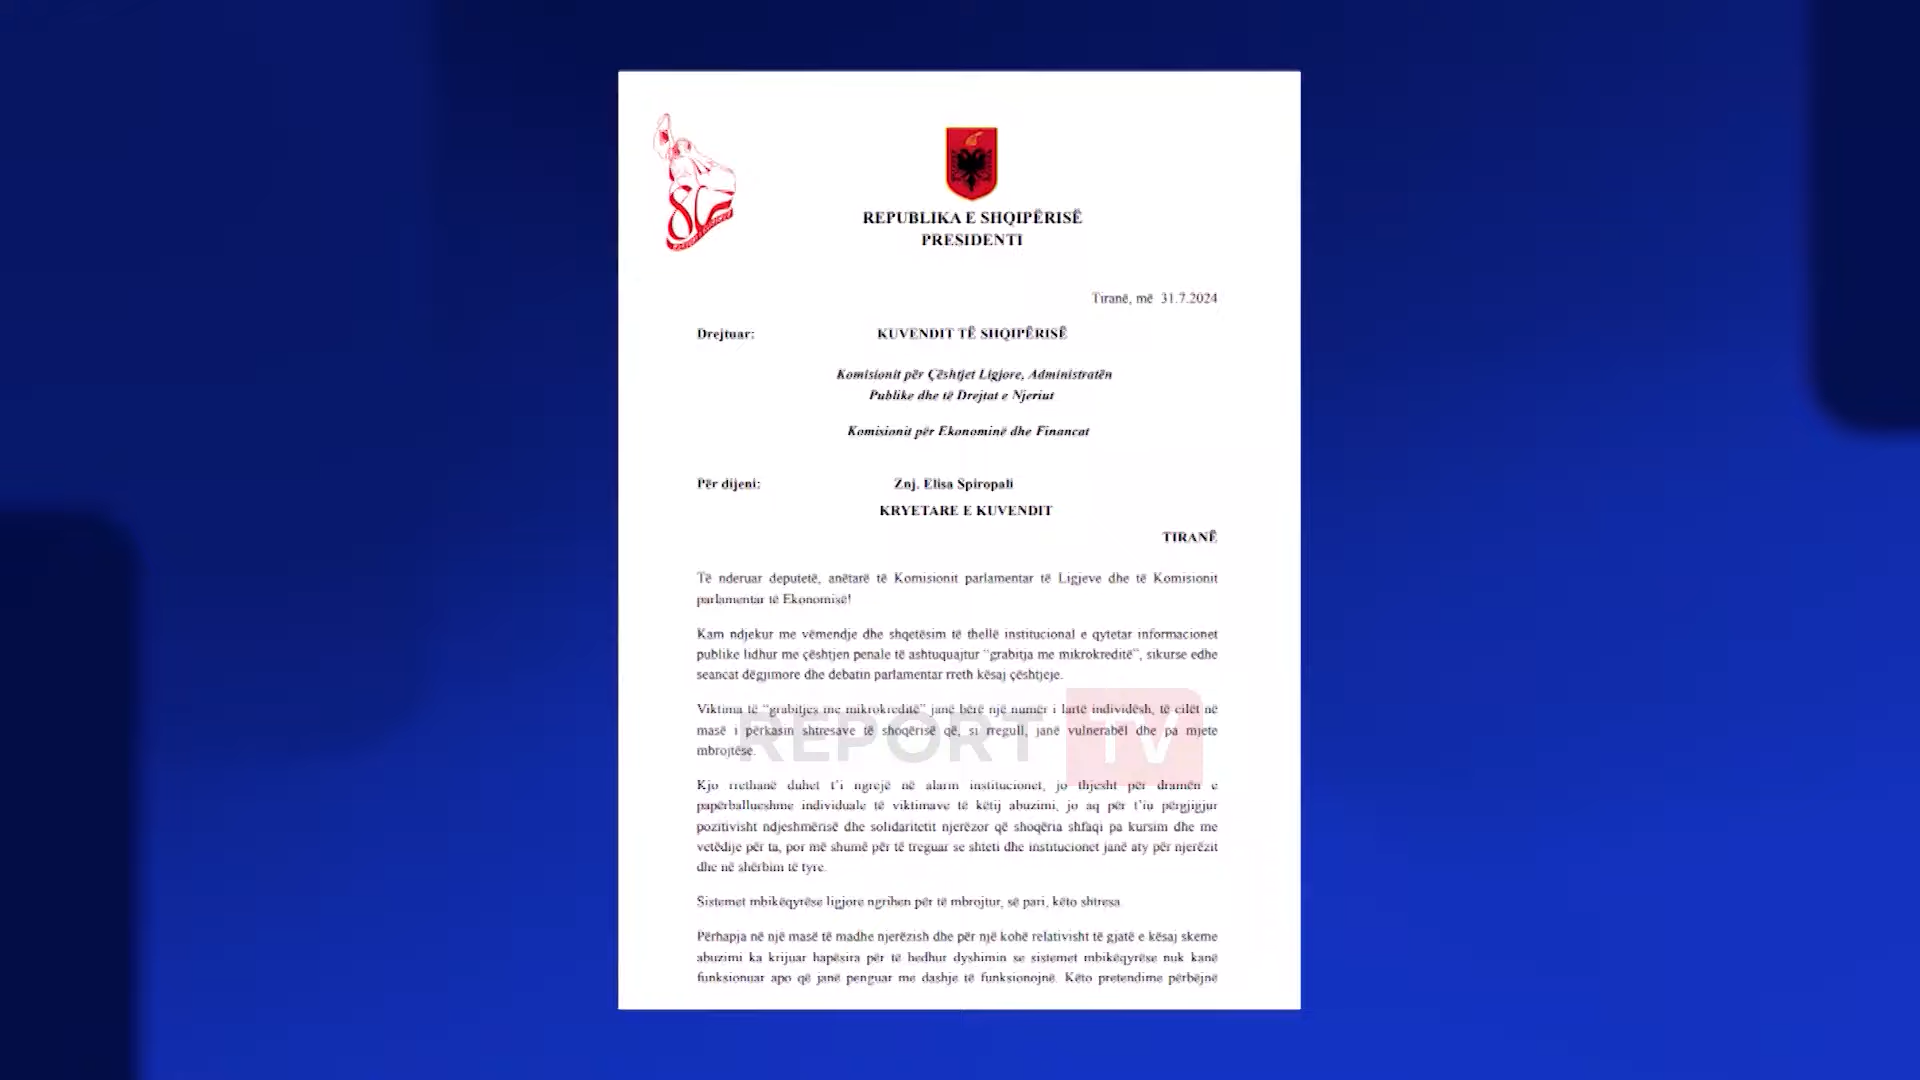 REPUBLIKA E SHQIPËRISË
PRESIDENTI
Tiranë, më 31.7.2024
Drejtuar: KUVENDIT TË SHQIPËRISË
Komisionit për Çështjet Ligjore, Administratën
Publike dhe të Drejtat e Njeriut
Komisionit për Ekonominë dhe Financat
Për dijeni: Znj. Elisa Spiropali
KRYETARE E KUVENDIT
TIRANË
Të nderuar deputetë, anëtarë të Komisionit parlamentar të Ligjeve dhe të Komisionit
parlamentar të Ekonomisë!
Kam ndjekur me vëmendje dhe shqetësim të thellë institucional e qytetar informacionet
publike lidhur me çështjen penale të ashtuquajtur “grabitja me mikrokreditë”, sikurse edhe
seancat dëgjimore dhe debatin parlamentar rreth kësaj çështjeje.
Viktima të “grabitjes me mikrokreditë” janë bërë një numër i lartë individësh, të cilët në
masë i përkasin shtresave të shoqërisë që, si rregull, janë vulnerabël dhe pa mjete
mbrojtëse.
REPORT TV
Kjo rrethanë duhet t’i ngrejë në alarm institucionet, jo thjesht për dramën e
papërballueshme individuale të viktimave të këtij abuzimi, jo aq për t’iu përgjigjur
pozitivisht ndjeshmërisë dhe solidaritetit njerëzor që shoqëria shfaqi pa kursim dhe me
vetëdije për ta, por më shumë për të treguar se shteti dhe institucionet janë aty për njerëzit
dhe në shërbim të tyre.
Sistemet mbikëqyrëse ligjore ngrihen për të mbrojtur, së pari, këto shtresa.
Përhapja në një masë të madhe njerëzish dhe për një kohë relativisht të gjatë e kësaj skeme
abuzimi ka krijuar hapësira për të hedhur dyshimin se sistemet mbikëqyrëse nuk kanë
funksionuar apo që janë penguar me dashje të funksionojnë. Këto pretendime përbëjnë